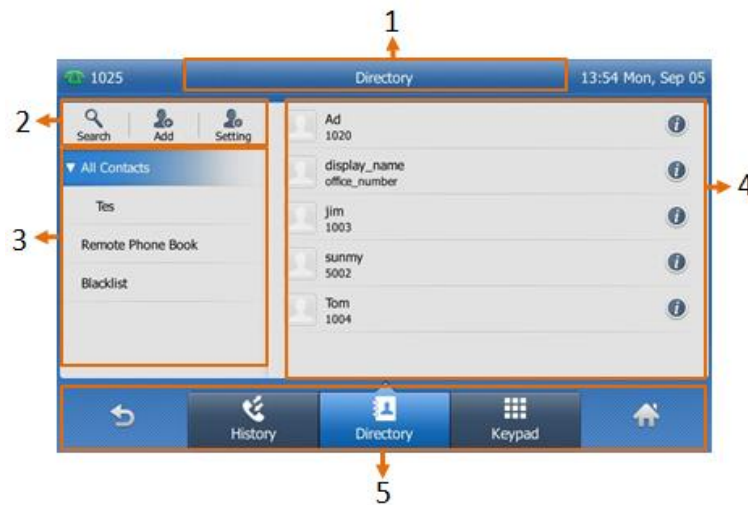 1
1025
Directory
13:54 Mon, Sep 05
2
Search
Add
Setting
3
All Contacts
Tes
Remote Phone Book
Blacklist
4
Ad
1020
display_name
office_number
jim
1003
sunmy
5002
Tom
1004
History
Directory
Keypad
5